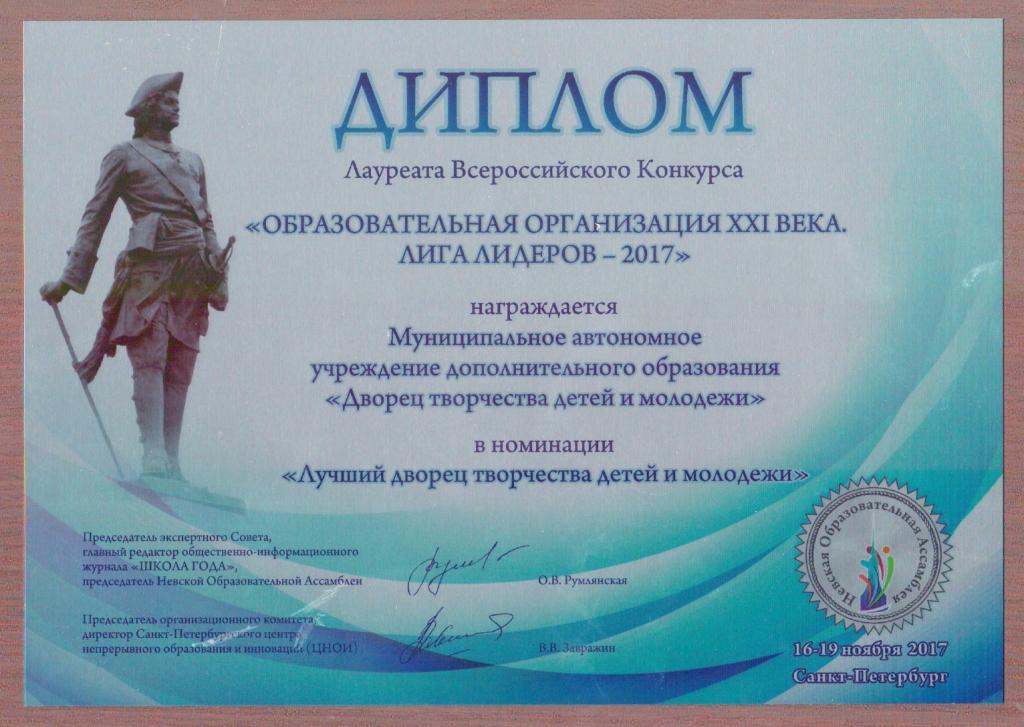 ДИПЛОМ
Лауреата Всероссийского Конкурса
«ОБРАЗОВАТЕЛЬНАЯ ОРГАНИЗАЦИЯ XXI ВЕКА.
ЛИГА ЛИДЕРОВ – 2017»
награждается
Муниципальное автономное
учреждение дополнительного образования
«Дворец творчества детей и молодежи»
в номинации
«Лучший дворец творчества детей и молодежи»
Председатель экспертного Совета,
главный редактор общественно-информационного
журнала «ШКОЛА ГОДА»,
председатель Невской Образовательной Ассамблеи
О.В. Румлянская
Председатель организационного комитета,
директор Санкт-Петербургского центра
непрерывного образования и инноваций (ЦНОИ)
В.В. Завражин
Невская Образовательная Ассамблея
16-19 ноября 2017
Санкт-Петербург